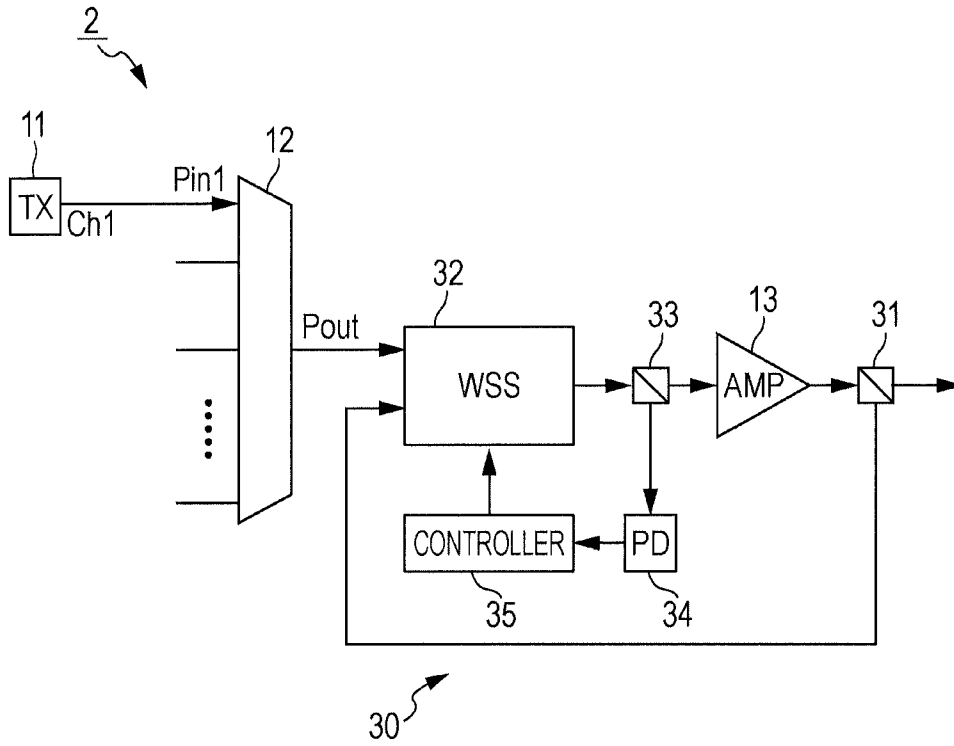 2
11
12
TX
Pin1
Ch1
32
33
13
31
Pout
WSS
AMP
CONTROLLER
PD
35
34
30